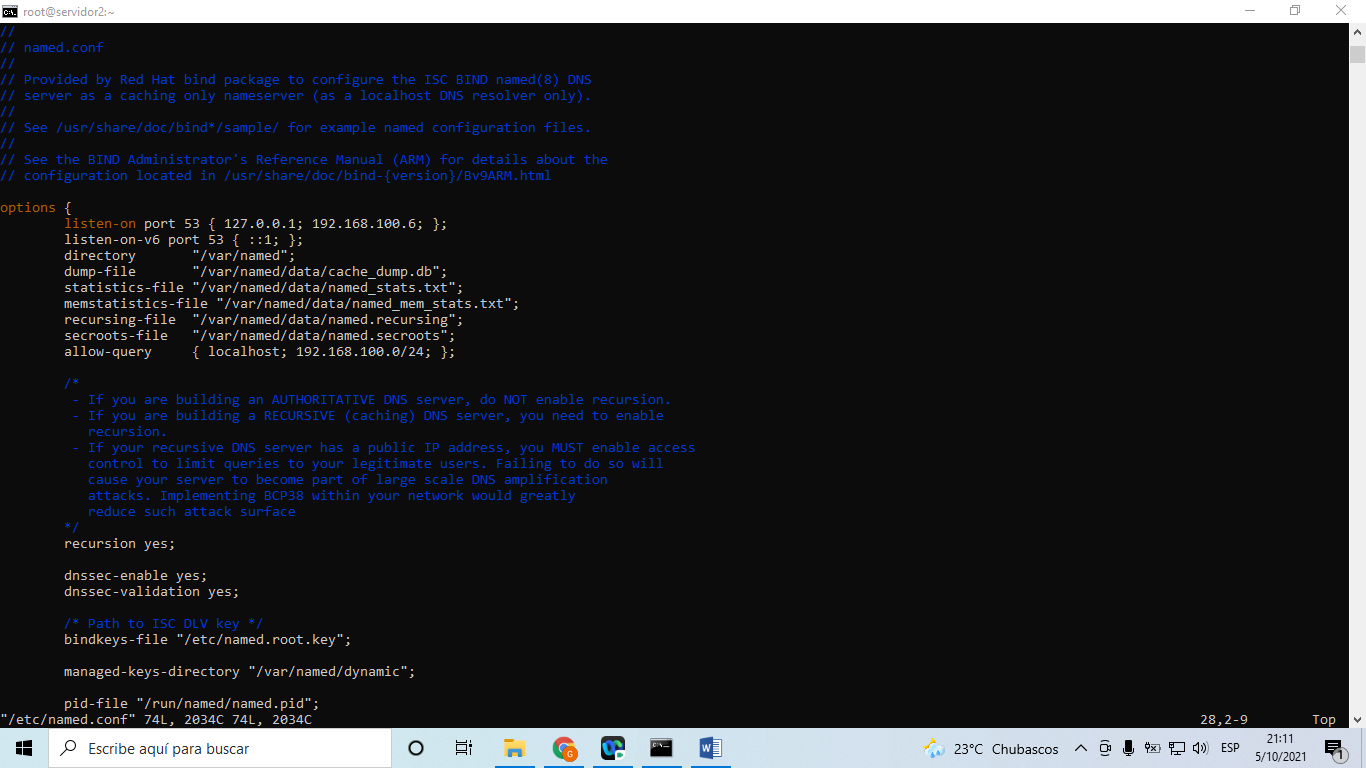 root@servidor2:~
//
// named.conf
//
// Provided by Red Hat bind package to configure the ISC BIND named(8) DNS
// server as a caching only nameserver (as a localhost DNS resolver only).
//
// See /usr/share/doc/bind*/sample/ for example named configuration files.
//
// See the BIND Administrator's Reference Manual (ARM) for details about the
// configuration located in /usr/share/doc/bind-{version}/Bv9ARM.html

options {
        listen-on port 53 { 127.0.0.1; 192.168.100.6; };
        listen-on-v6 port 53 { ::1; };
        directory       "/var/named";
        dump-file       "/var/named/data/cache_dump.db";
        statistics-file "/var/named/data/named_stats.txt";
        memstatistics-file "/var/named/data/named_mem_stats.txt";
        recursing-file  "/var/named/data/named.recursing";
        secroots-file   "/var/named/data/named.secroots";
        allow-query     { localhost; 192.168.100.0/24; };

        /*
         - If you are building an AUTHORITATIVE DNS server, do NOT enable recursion.
         - If you are building a RECURSIVE (caching) DNS server, you need to enable
           recursion.
         - If your recursive DNS server has a public IP address, you MUST enable access
           control to limit queries to your legitimate users. Failing to do so will
           cause your server to become part of large scale DNS amplification
           attacks. Implementing BCP38 within your network would greatly
           reduce such attack surface
        */
        recursion yes;

        dnssec-enable yes;
        dnssec-validation yes;

        /* Path to ISC DLV key */
        bindkeys-file "/etc/named.root.key";

        managed-keys-directory "/var/named/dynamic";

        pid-file "/run/named/named.pid";
"/etc/named.conf" 74L, 2034C 74L, 2034C 28,2-9 Top
Escribe aquí para buscar
23°C Chubascos
ESP
21:11
5/10/2021
1